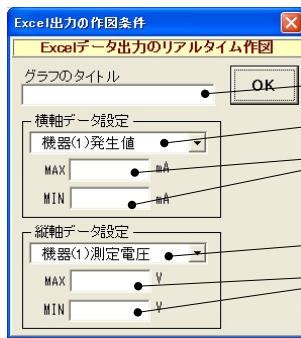 Excel出力の作図条件
Excelデータ出力のリアルタイム作図
グラフのタイトル
OK
横軸データ設定
機器(1)発生値
MAX mA
MIN mA
縦軸データ設定
機器(1)測定電圧
MAX V
MIN V